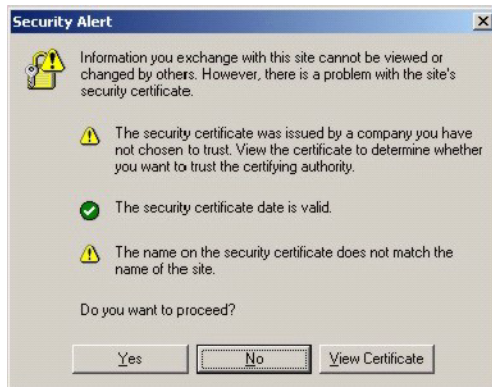 Security Alert
Information you exchange with this site cannot be viewed or
changed by others. However, there is a problem with the site's
security certificate.
The security certificate was issued by a company you have
not chosen to trust. View the certificate to determine whether
you want to trust the certifying authority.
The security certificate date is valid.
The name on the security certificate does not match the
name of the site.
Do you want to proceed?
Yes No View Certificate